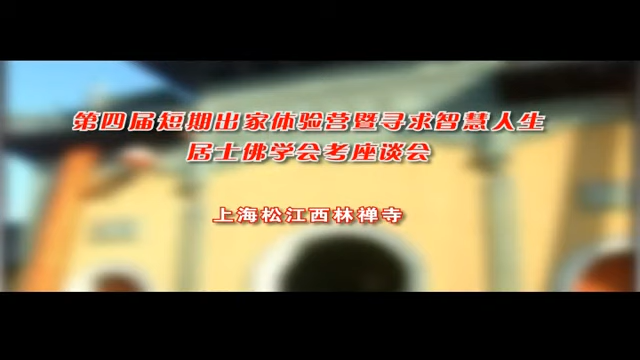 第四届短期出家体验营暨寻求智慧人生
居士佛学会考座谈会
上海松江西林禅寺